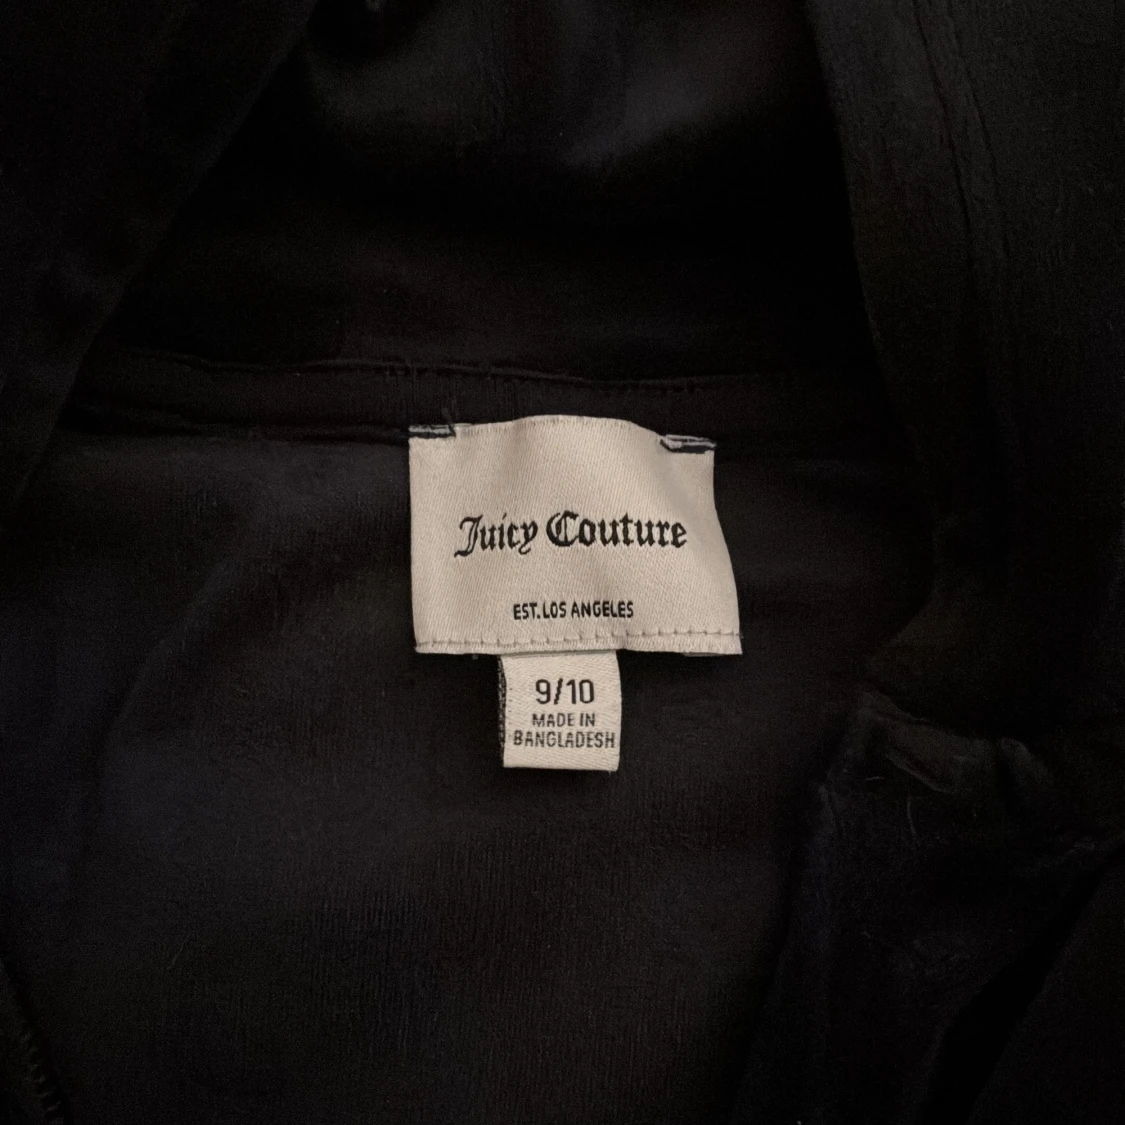 Juicy Couture
EST. LOS ANGELES
9/10
MADE IN
BANGLADESH